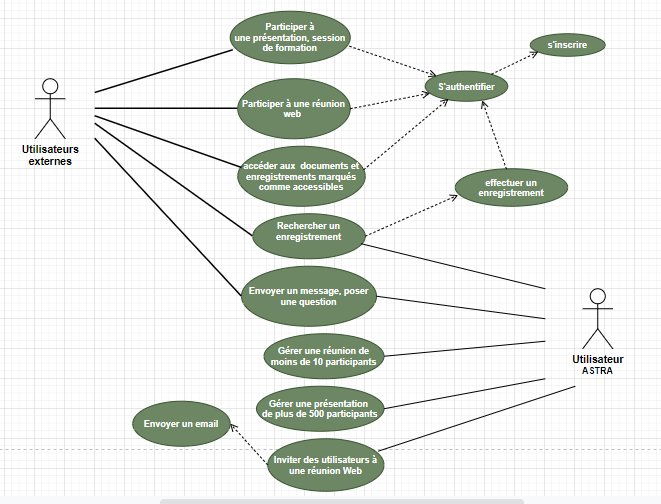 Participer à
une présentation, session
de formation
s'inscrire
S'authentifier
Participer à une réunion
web
Utilisateurs
externes
accéder aux documents et
enregistrements marqués
comme accessibles
effectuer un
enregistrement
Rechercher un
enregistrement
Envoyer un message, poser
une question
Gérer une réunion de
moins de 10 participants
Utilisateur
ASTRA
Gérer une présentation
de plus de 500 participants
Envoyer un email
Inviter des utilisateurs à
une réunion Web